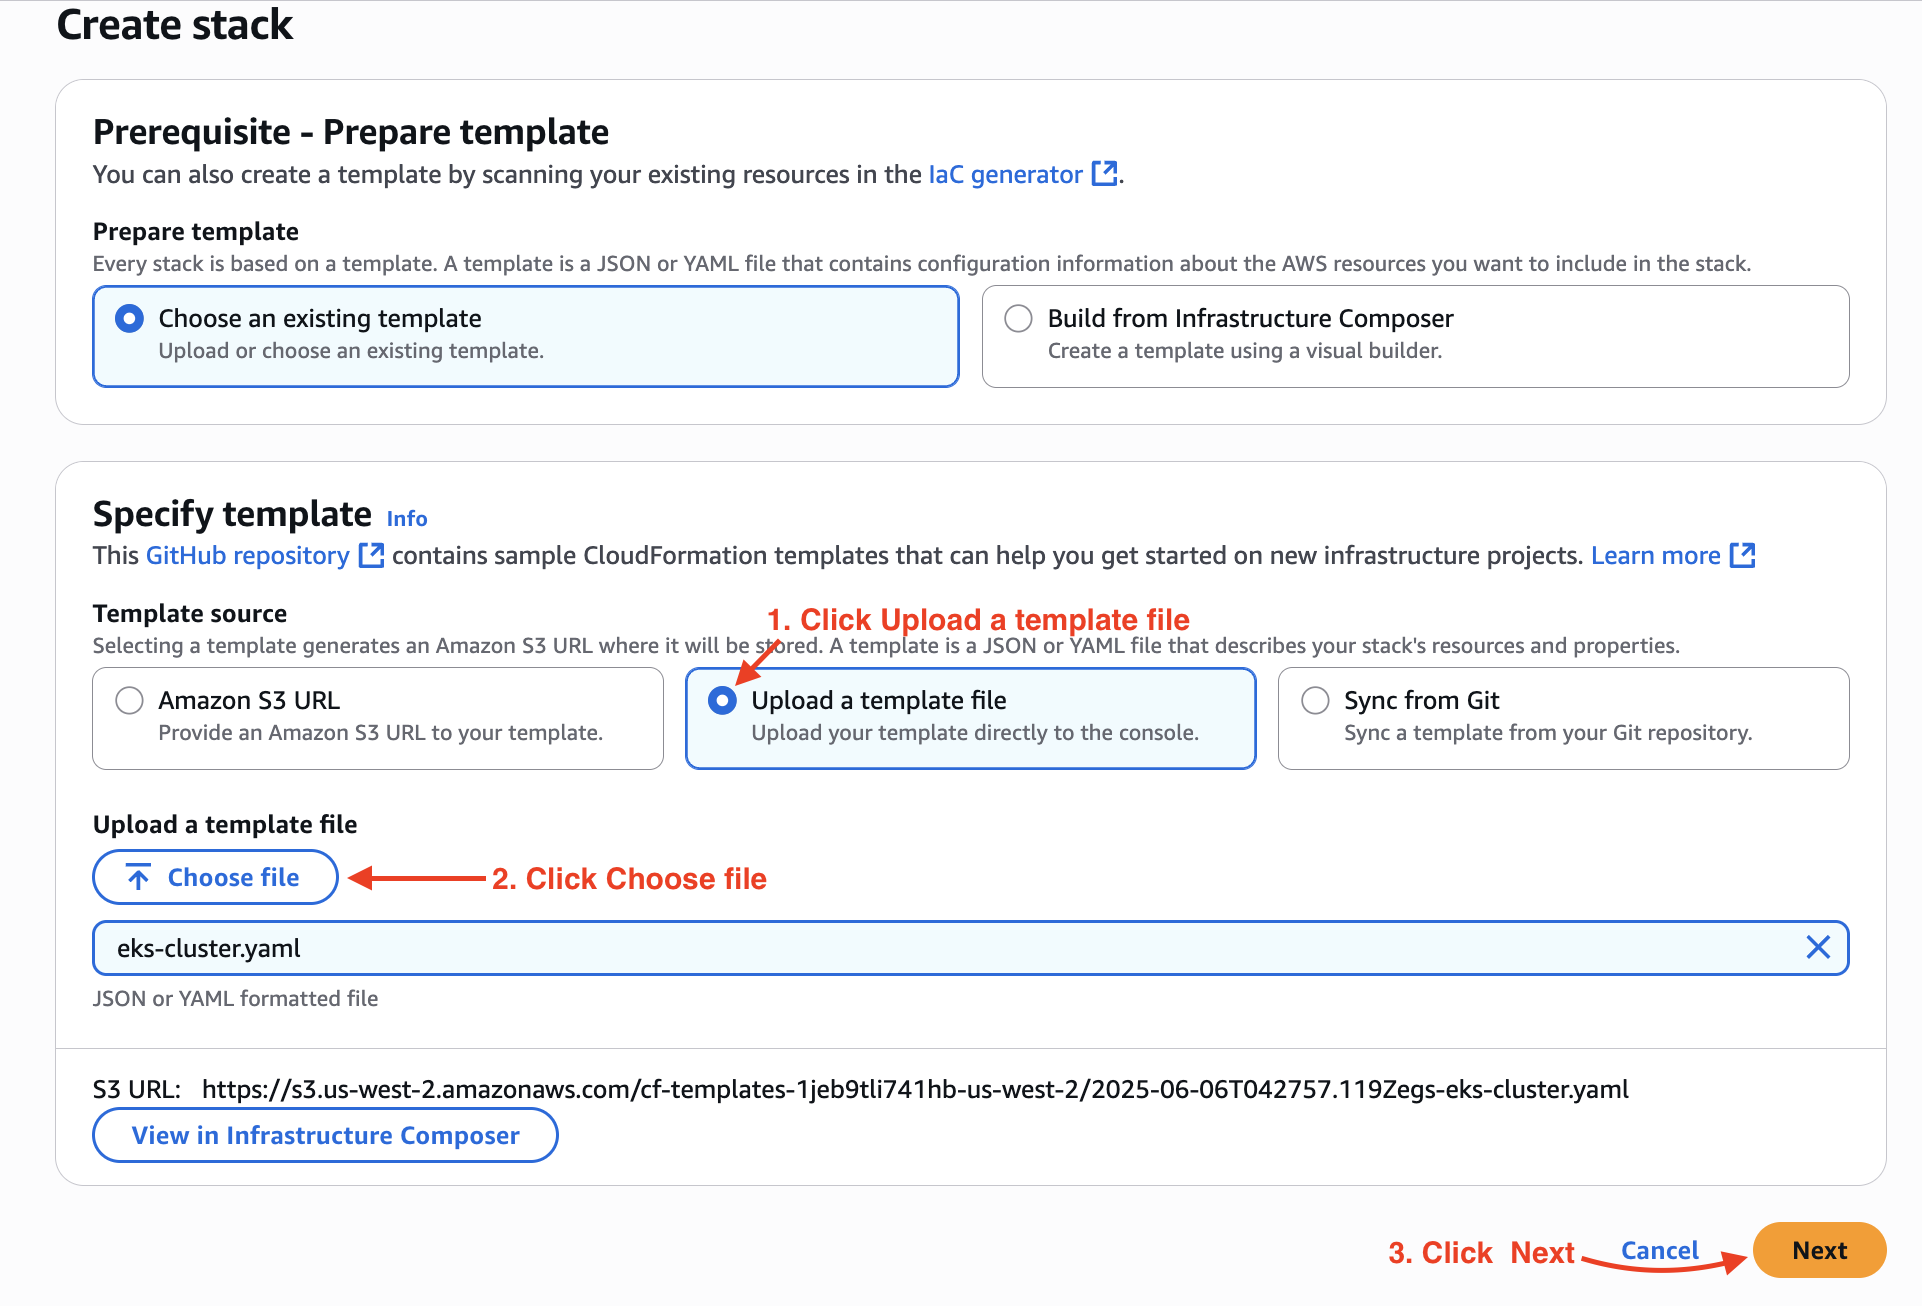 Create stack
Prerequisite - Prepare template
You can also create a template by scanning your existing resources in the IaC generator.
Prepare template
Every stack is based on a template. A template is a JSON or YAML file that contains configuration information about the AWS resources you want to include in the stack.
Choose an existing template
Upload or choose an existing template.
Build from Infrastructure Composer
Create a template using a visual builder.
Specify template Info
This GitHub repository contains sample CloudFormation templates that can help you get started on new infrastructure projects. Learn more
Template source
1. Click Upload a template file
Selecting a template generates an Amazon S3 URL where it will be stored. A template is a JSON or YAML file that describes your stack's resources and properties.
Amazon S3 URL
Provide an Amazon S3 URL to your template.
Upload a template file
Upload your template directly to the console.
Sync from Git
Sync a template from your Git repository.
Upload a template file
Choose file
2. Click Choose file
eks-cluster.yaml
JSON or YAML formatted file
S3 URL: https://s3.us-west-2.amazonaws.com/cf-templates-1jeb9tli741hb-us-west-2/2025-06-06T042757.119Zegs-eks-cluster.yaml
View in Infrastructure Composer
3. Click Next
Cancel
Next